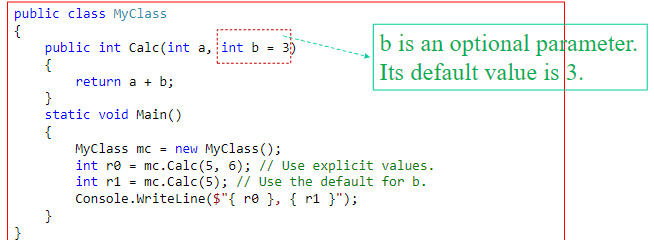 public class MyClass
{
public int Calc(int a, int b = 3)
{
return a + b;
}
static void Main()
{
MyClass mc = new MyClass();
int r0 = mc.Calc(5, 6); // Use explicit values.
int r1 = mc.Calc(5); // Use the default for b.
Console.WriteLine($"{ r0 }, { r1 }");
}
}
b is an optional parameter.
Its default value is 3.